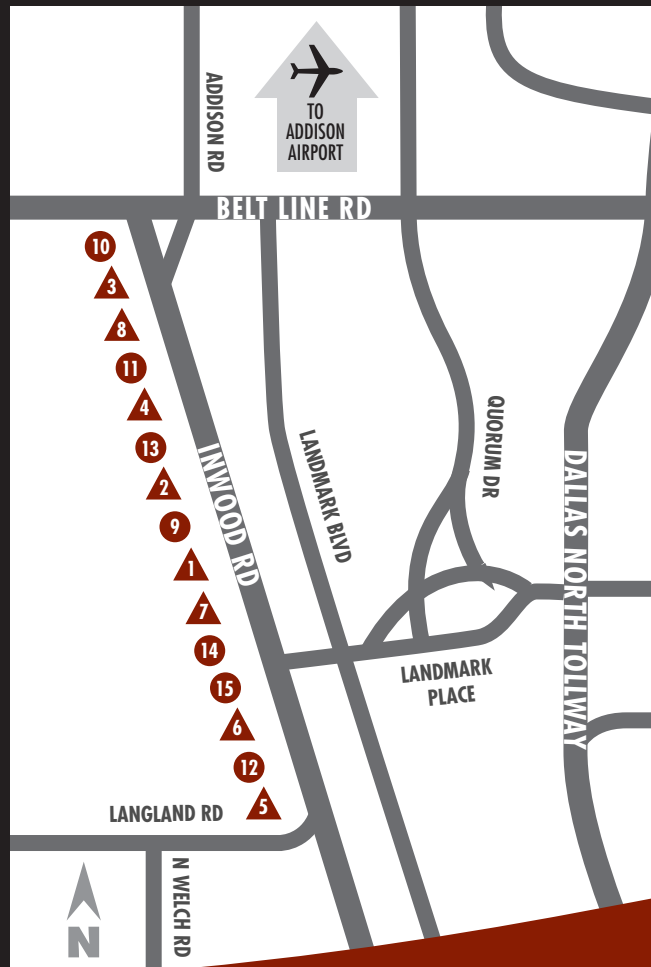 ADDISON RD
TO
ADDISON
AIRPORT
BELT LINE RD
10
3
8
11
4
13
2
9
1
7
14
15
6
12
5
INWOOD RD
LANDMARK BLVD
QUORUM DR
DALLAS NORTH TOLLWAY
LANDMARK
PLACE
LANGLAND RD
N WELCH RD
N